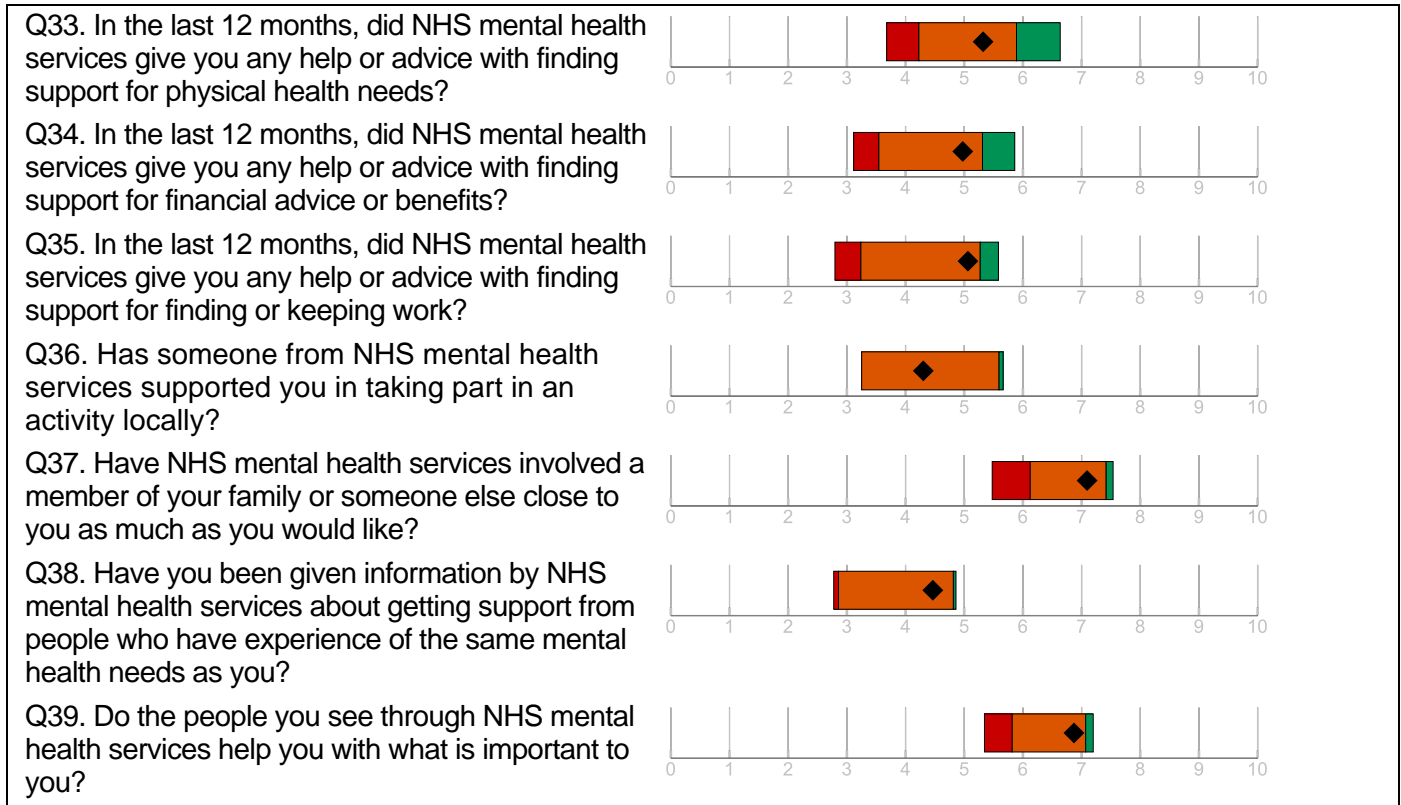 Q33. In the last 12 months, did NHS mental health
services give you any help or advice with finding
support for physical health needs?
0 1 2 3 4 5 6 7 8 9 10
Q34. In the last 12 months, did NHS mental health
services give you any help or advice with finding
support for financial advice or benefits?
0 1 2 3 4 5 6 7 8 9 10
Q35. In the last 12 months, did NHS mental health
services give you any help or advice with finding
support for finding or keeping work?
0 1 2 3 4 5 6 7 8 9 10
Q36. Has someone from NHS mental health
services supported you in taking part in an
activity locally?
0 1 2 3 4 5 6 7 8 9 10
Q37. Have NHS mental health services involved a
member of your family or someone else close to
you as much as you would like?
0 1 2 3 4 5 6 7 8 9 10
Q38. Have you been given information by NHS
mental health services about getting support from
people who have experience of the same mental
health needs as you?
0 1 2 3 4 5 6 7 8 9 10
Q39. Do the people you see through NHS mental
health services help you with what is important to
you?
0 1 2 3 4 5 6 7 8 9 10